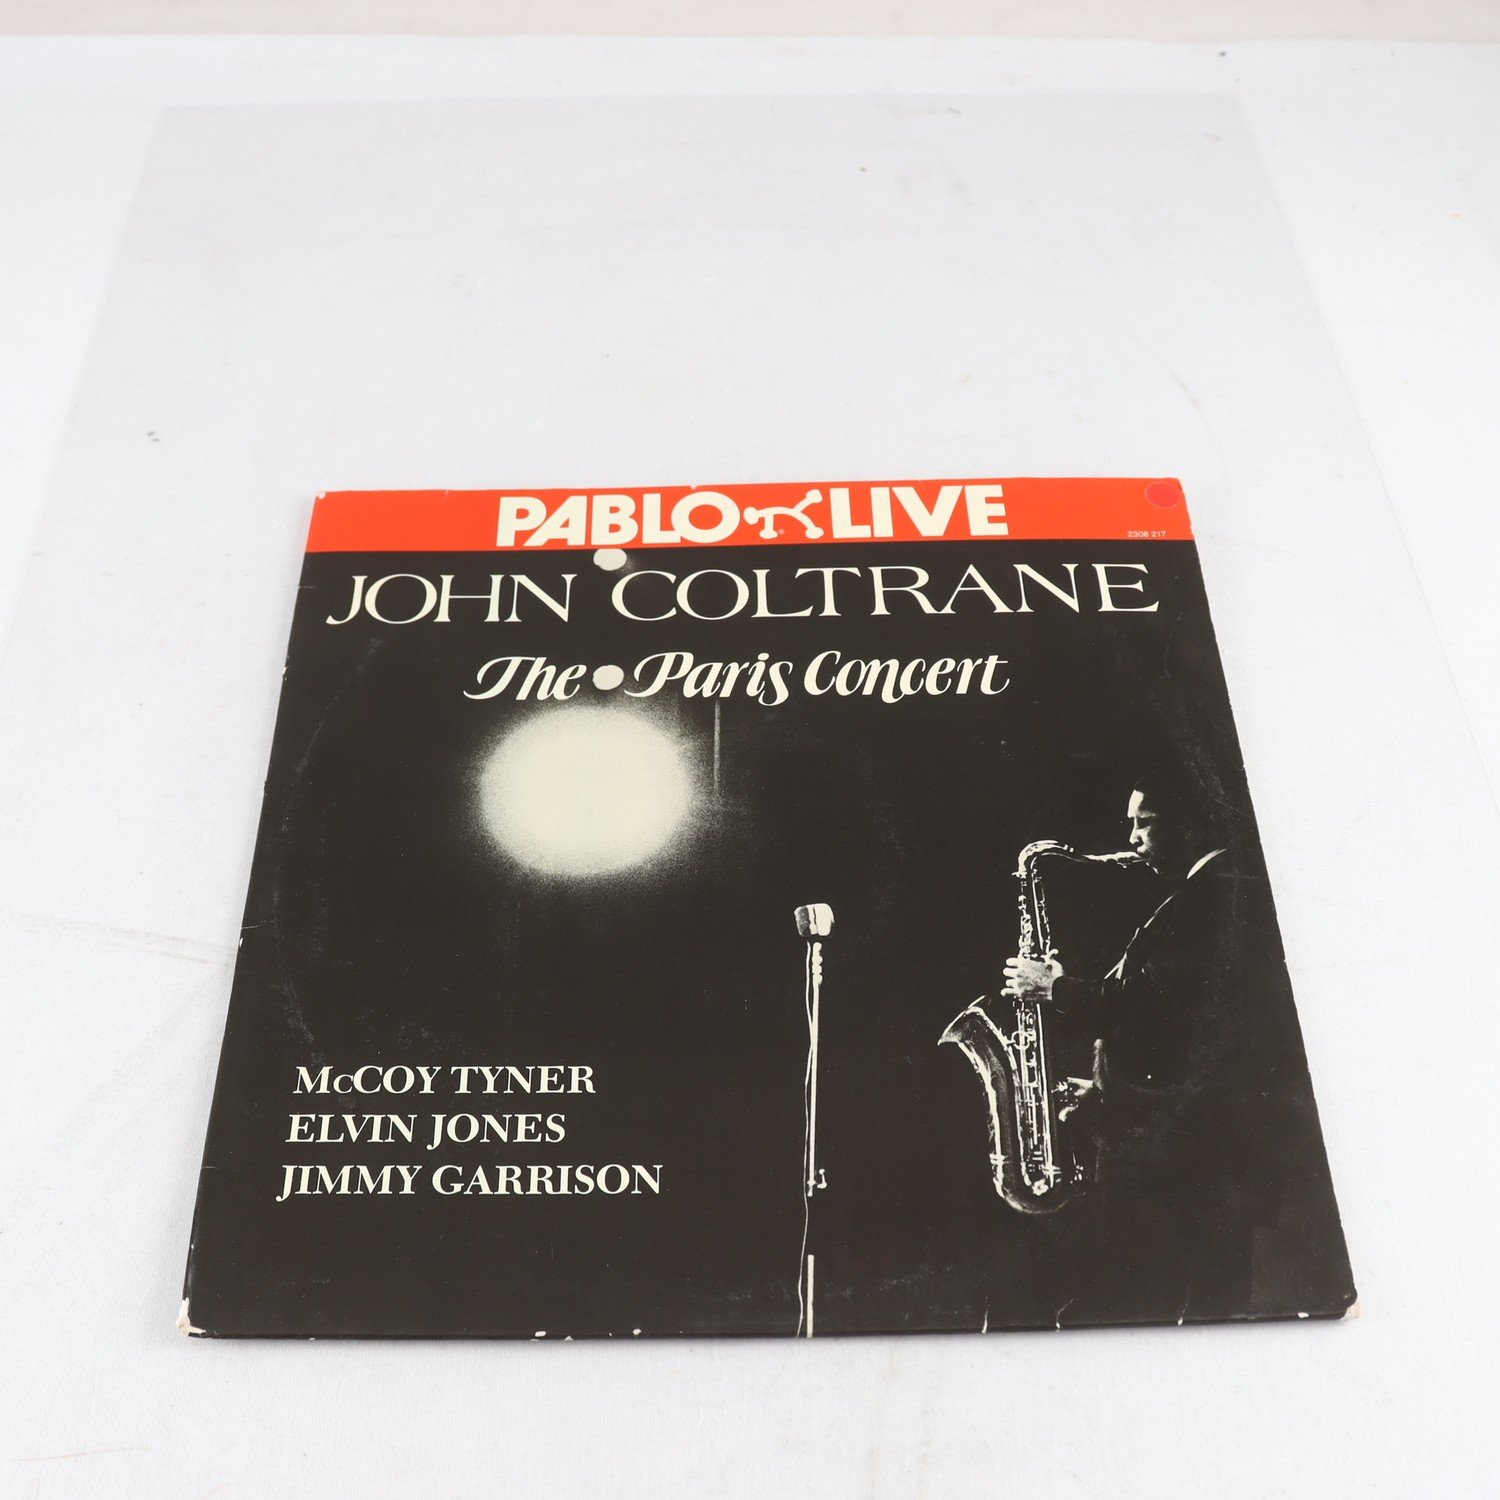 PABLO LIVE
2308 217
JOHN COLTRANE
The Paris Concert
McCOY TYNER
ELVIN JONES
JIMMY GARRISON